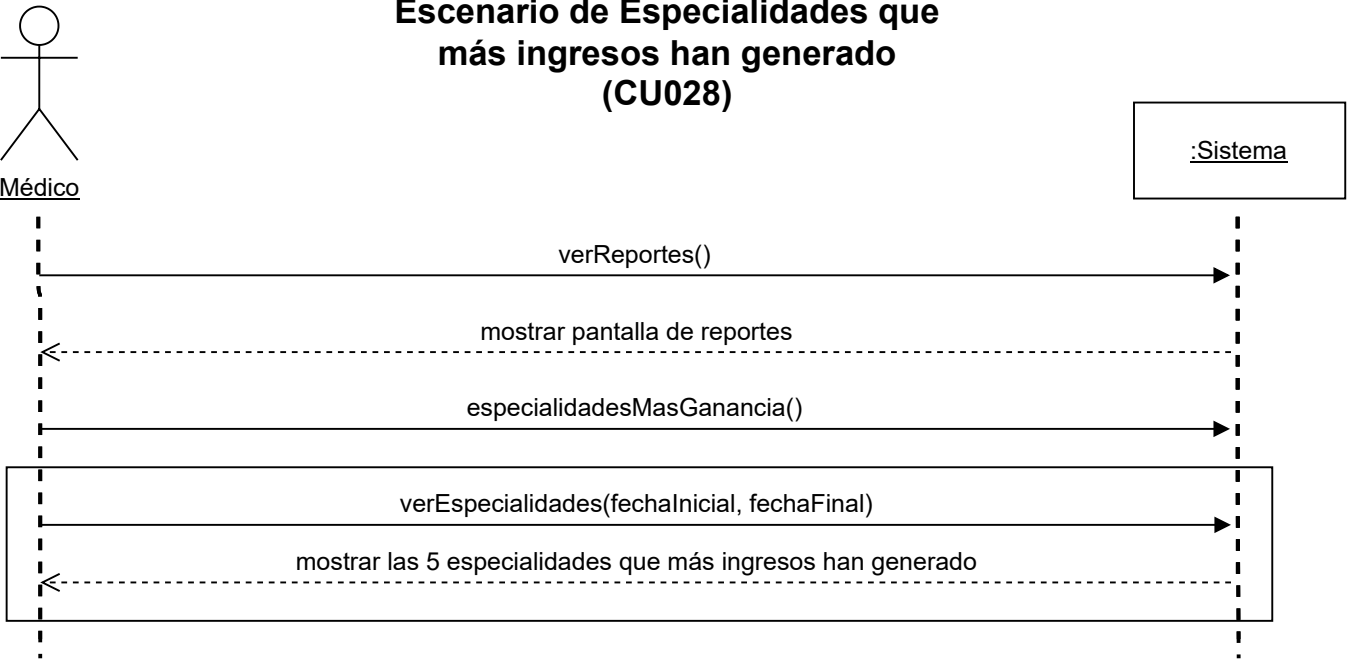 Escenario de Especialidades que
más ingresos han generado
(CU028)
:Sistema
Médico
verReportes()
mostrar pantalla de reportes
especialidadesMasGanancia()
verEspecialidades(fechaInicial, fechaFinal)
mostrar las 5 especialidades que más ingresos han generado